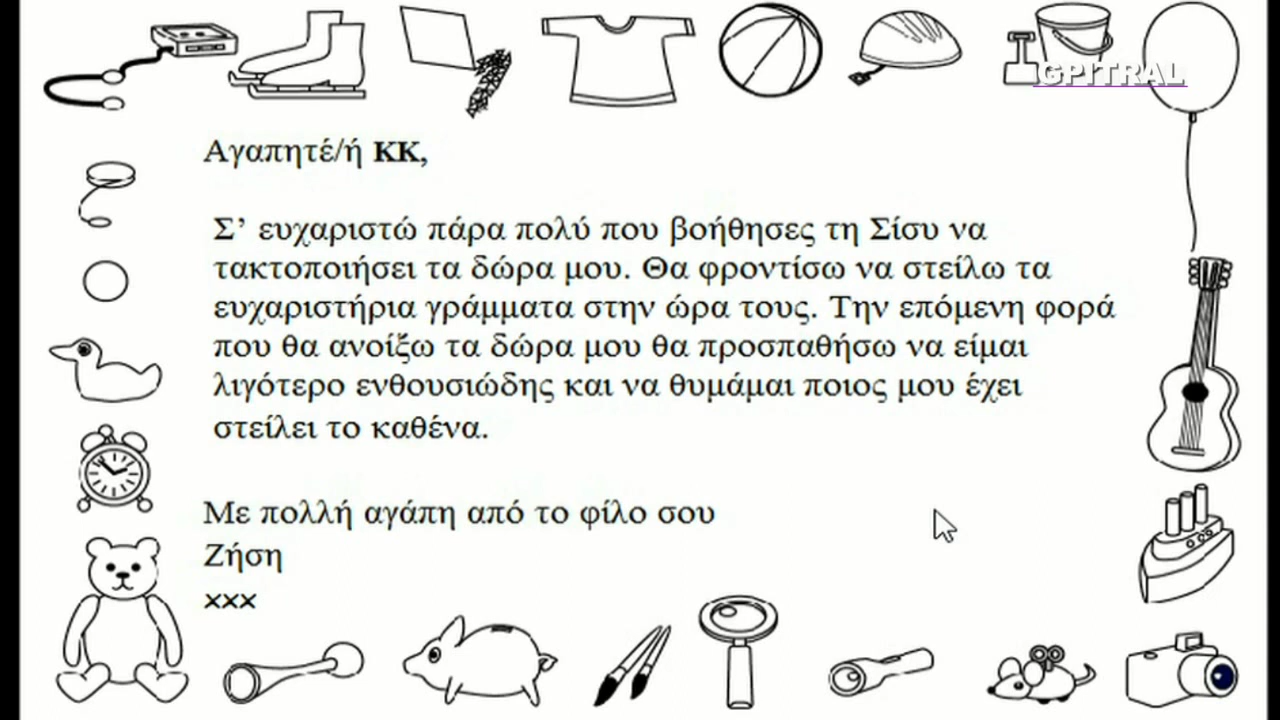 GPITRAL
Αγαπητέ/ή ΚΚ,
Σ’ ευχαριστώ πάρα πολύ που βοήθησες τη Σίσυ να
τακτοποιήσει τα δώρα μου. Θα φροντίσω να στείλω τα
ευχαριστήρια γράμματα στην ώρα τους. Την επόμενη φορά
που θα ανοίξω τα δώρα μου θα προσπαθήσω να είμαι
λιγότερο ενθουσιώδης και να θυμάμαι ποιος μου έχει
στείλει το καθένα.
Με πολλή αγάπη από το φίλο σου
Ζήση
xxx